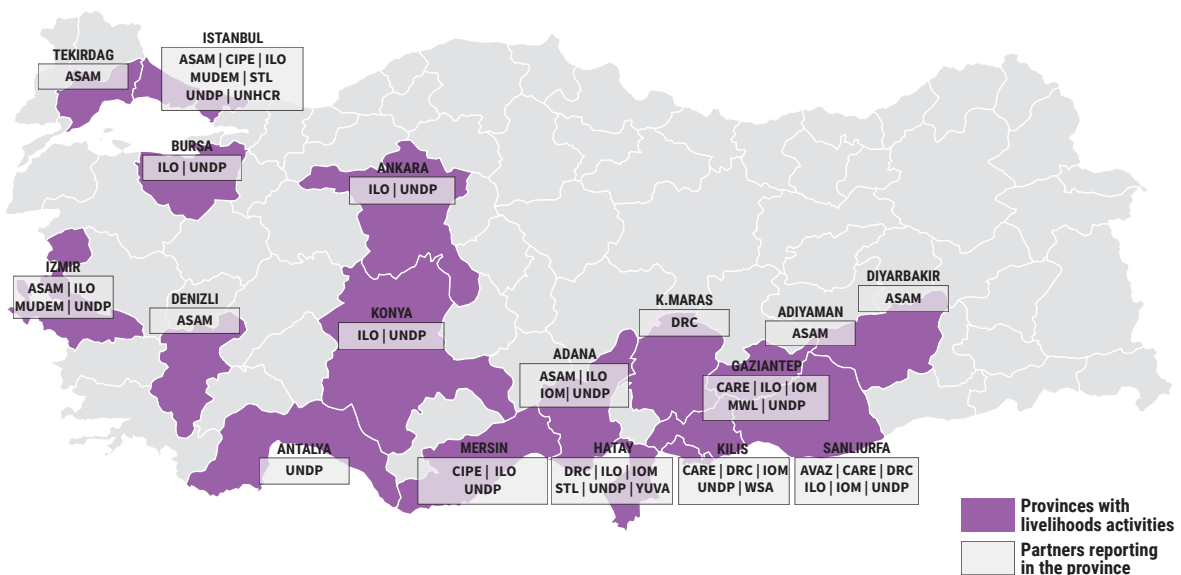 TEKIRDAG
ASAM
ISTANBUL
ASAM | CIPE | ILO
MUDEM | STL
UNDP | UNHCR
BURSA
ILO | UNDP
ANKARA
ILO | UNDP
IZMIR
ASAM | ILO
MUDEM | UNDP
DENIZLI
ASAM
KONYA
ILO | UNDP
ADANA
ASAM | ILO
IOM| UNDP
K.MARAS
DRC
ADIYAMAN
ASAM
DIYARBAKIR
ASAM
GAZIANTEP
CARE | ILO | IOM
MWL | UNDP
ANTALYA
UNDP
MERSIN
CIPE | ILO
UNDP
HATAY
DRC | ILO | IOM
STL | UNDP | YUVA
KILIS
CARE | DRC | IOM
UNDP | WSA
SANLIURFA
AVAZ | CARE | DRC
ILO | IOM | UNDP
Provinces with
livelihoods activities
Partners reporting
in the province